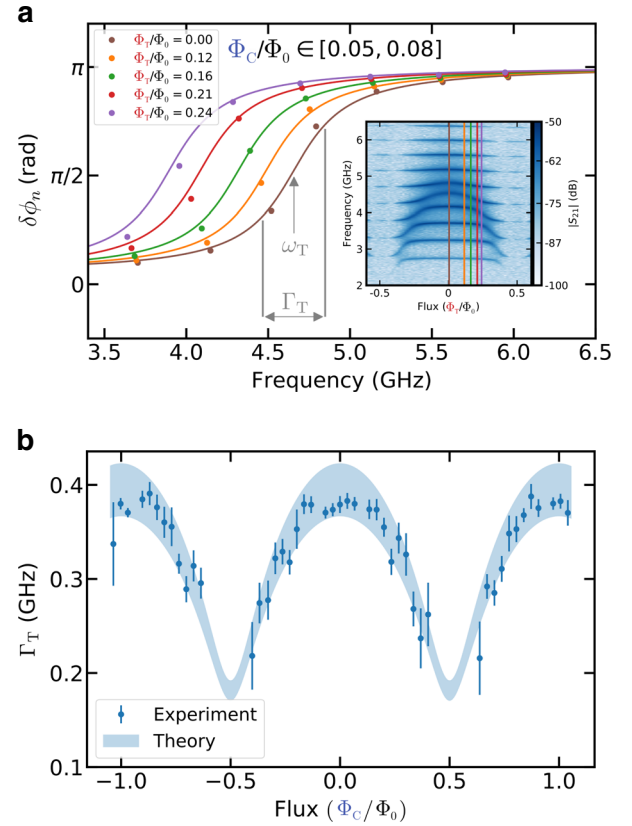 a
Φ_C/Φ_0 ∈ [0.05, 0.08]
Φ_T/Φ_0 = 0.00
Φ_T/Φ_0 = 0.12
Φ_T/Φ_0 = 0.16
Φ_T/Φ_0 = 0.21
Φ_T/Φ_0 = 0.24
π
π/2
0
δϕ_n (rad)
ω_T
Γ_T
3.5 4.0 4.5 5.0 5.5 6.0 6.5
Frequency (GHz)
6
5
4
3
2
Frequency (GHz)
-0.5 0 0.5
Flux (Φ_T/Φ_0)
-50
-62
-75
-87
-100
|S_21| (dB)
b
0.4
0.3
0.2
0.1
Γ_T (GHz)
Experiment
Theory
−1.0 −0.5 0.0 0.5 1.0
Flux (Φ_C/Φ_0)